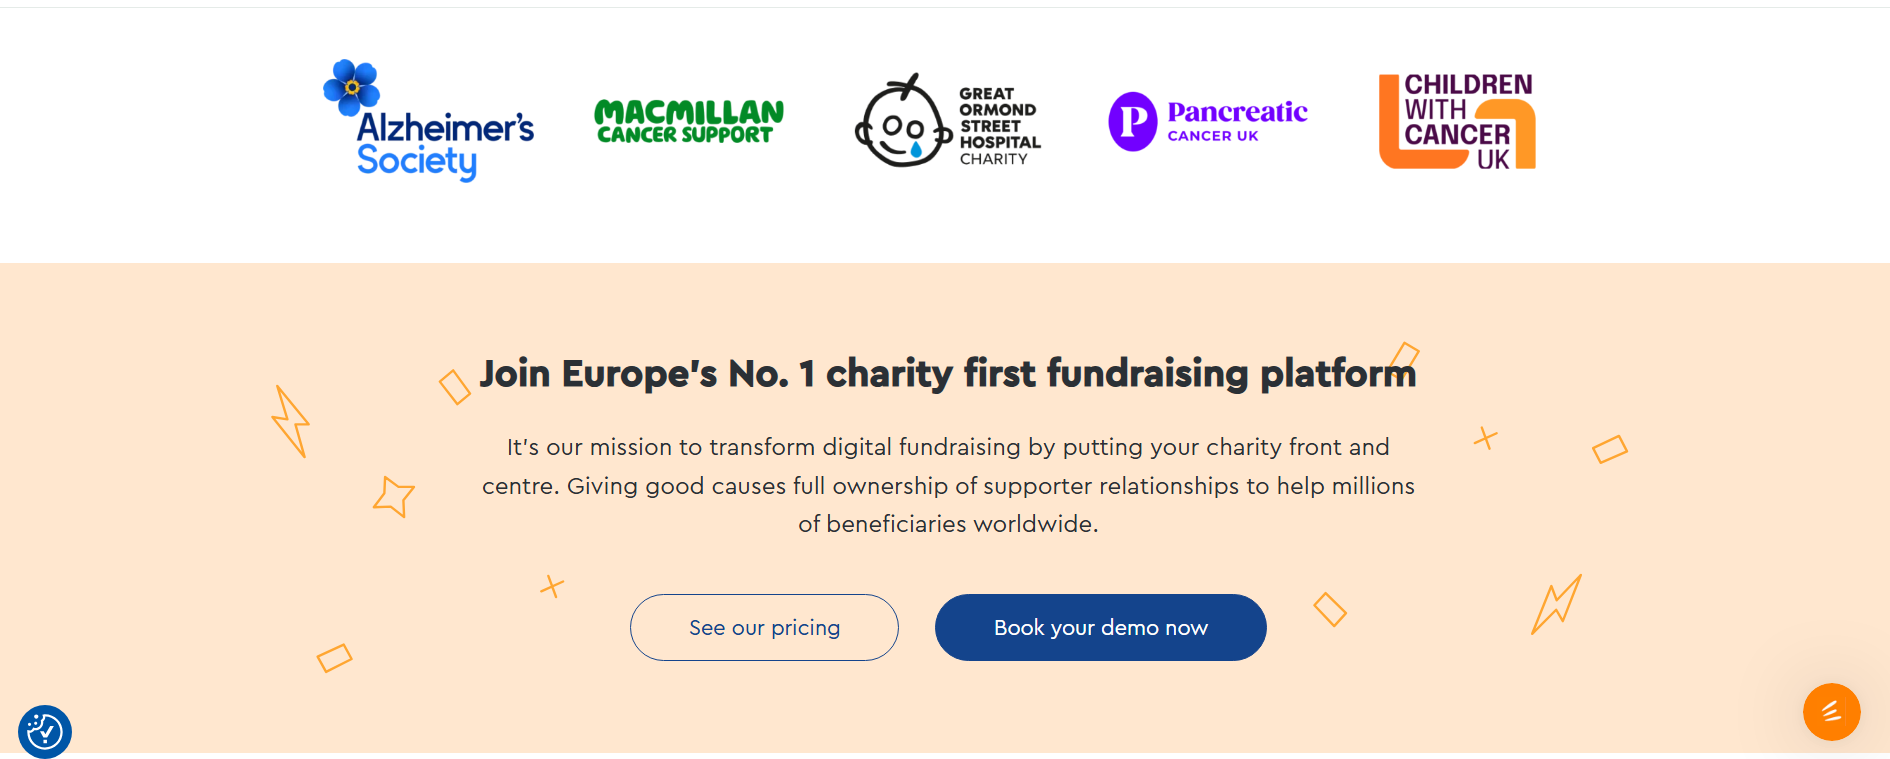 Alzheimer's
Society
MACMILLAN
CANCER SUPPORT
GREAT
ORMOND
STREET
HOSPITAL
CHARITY
P
Pancreatic
CANCER UK
CHILDREN
WITH
CANCER
UK
Join Europe's No. 1 charity first fundraising platform
It's our mission to transform digital fundraising by putting your charity front and
centre. Giving good causes full ownership of supporter relationships to help millions
of beneficiaries worldwide.
See our pricing
Book your demo now